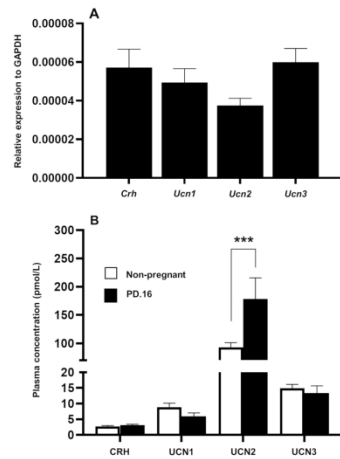 A
Relative expression to GAPDH
0.00008
0.00006
0.00004
0.00002
0.00000
Crh Ucn1 Ucn2 Ucn3
B
Plasma concentration (pmol/L)
300
250
200
150
100
20
15
10
5
0
Non-pregnant
PD.16
***
CRH UCN1 UCN2 UCN3